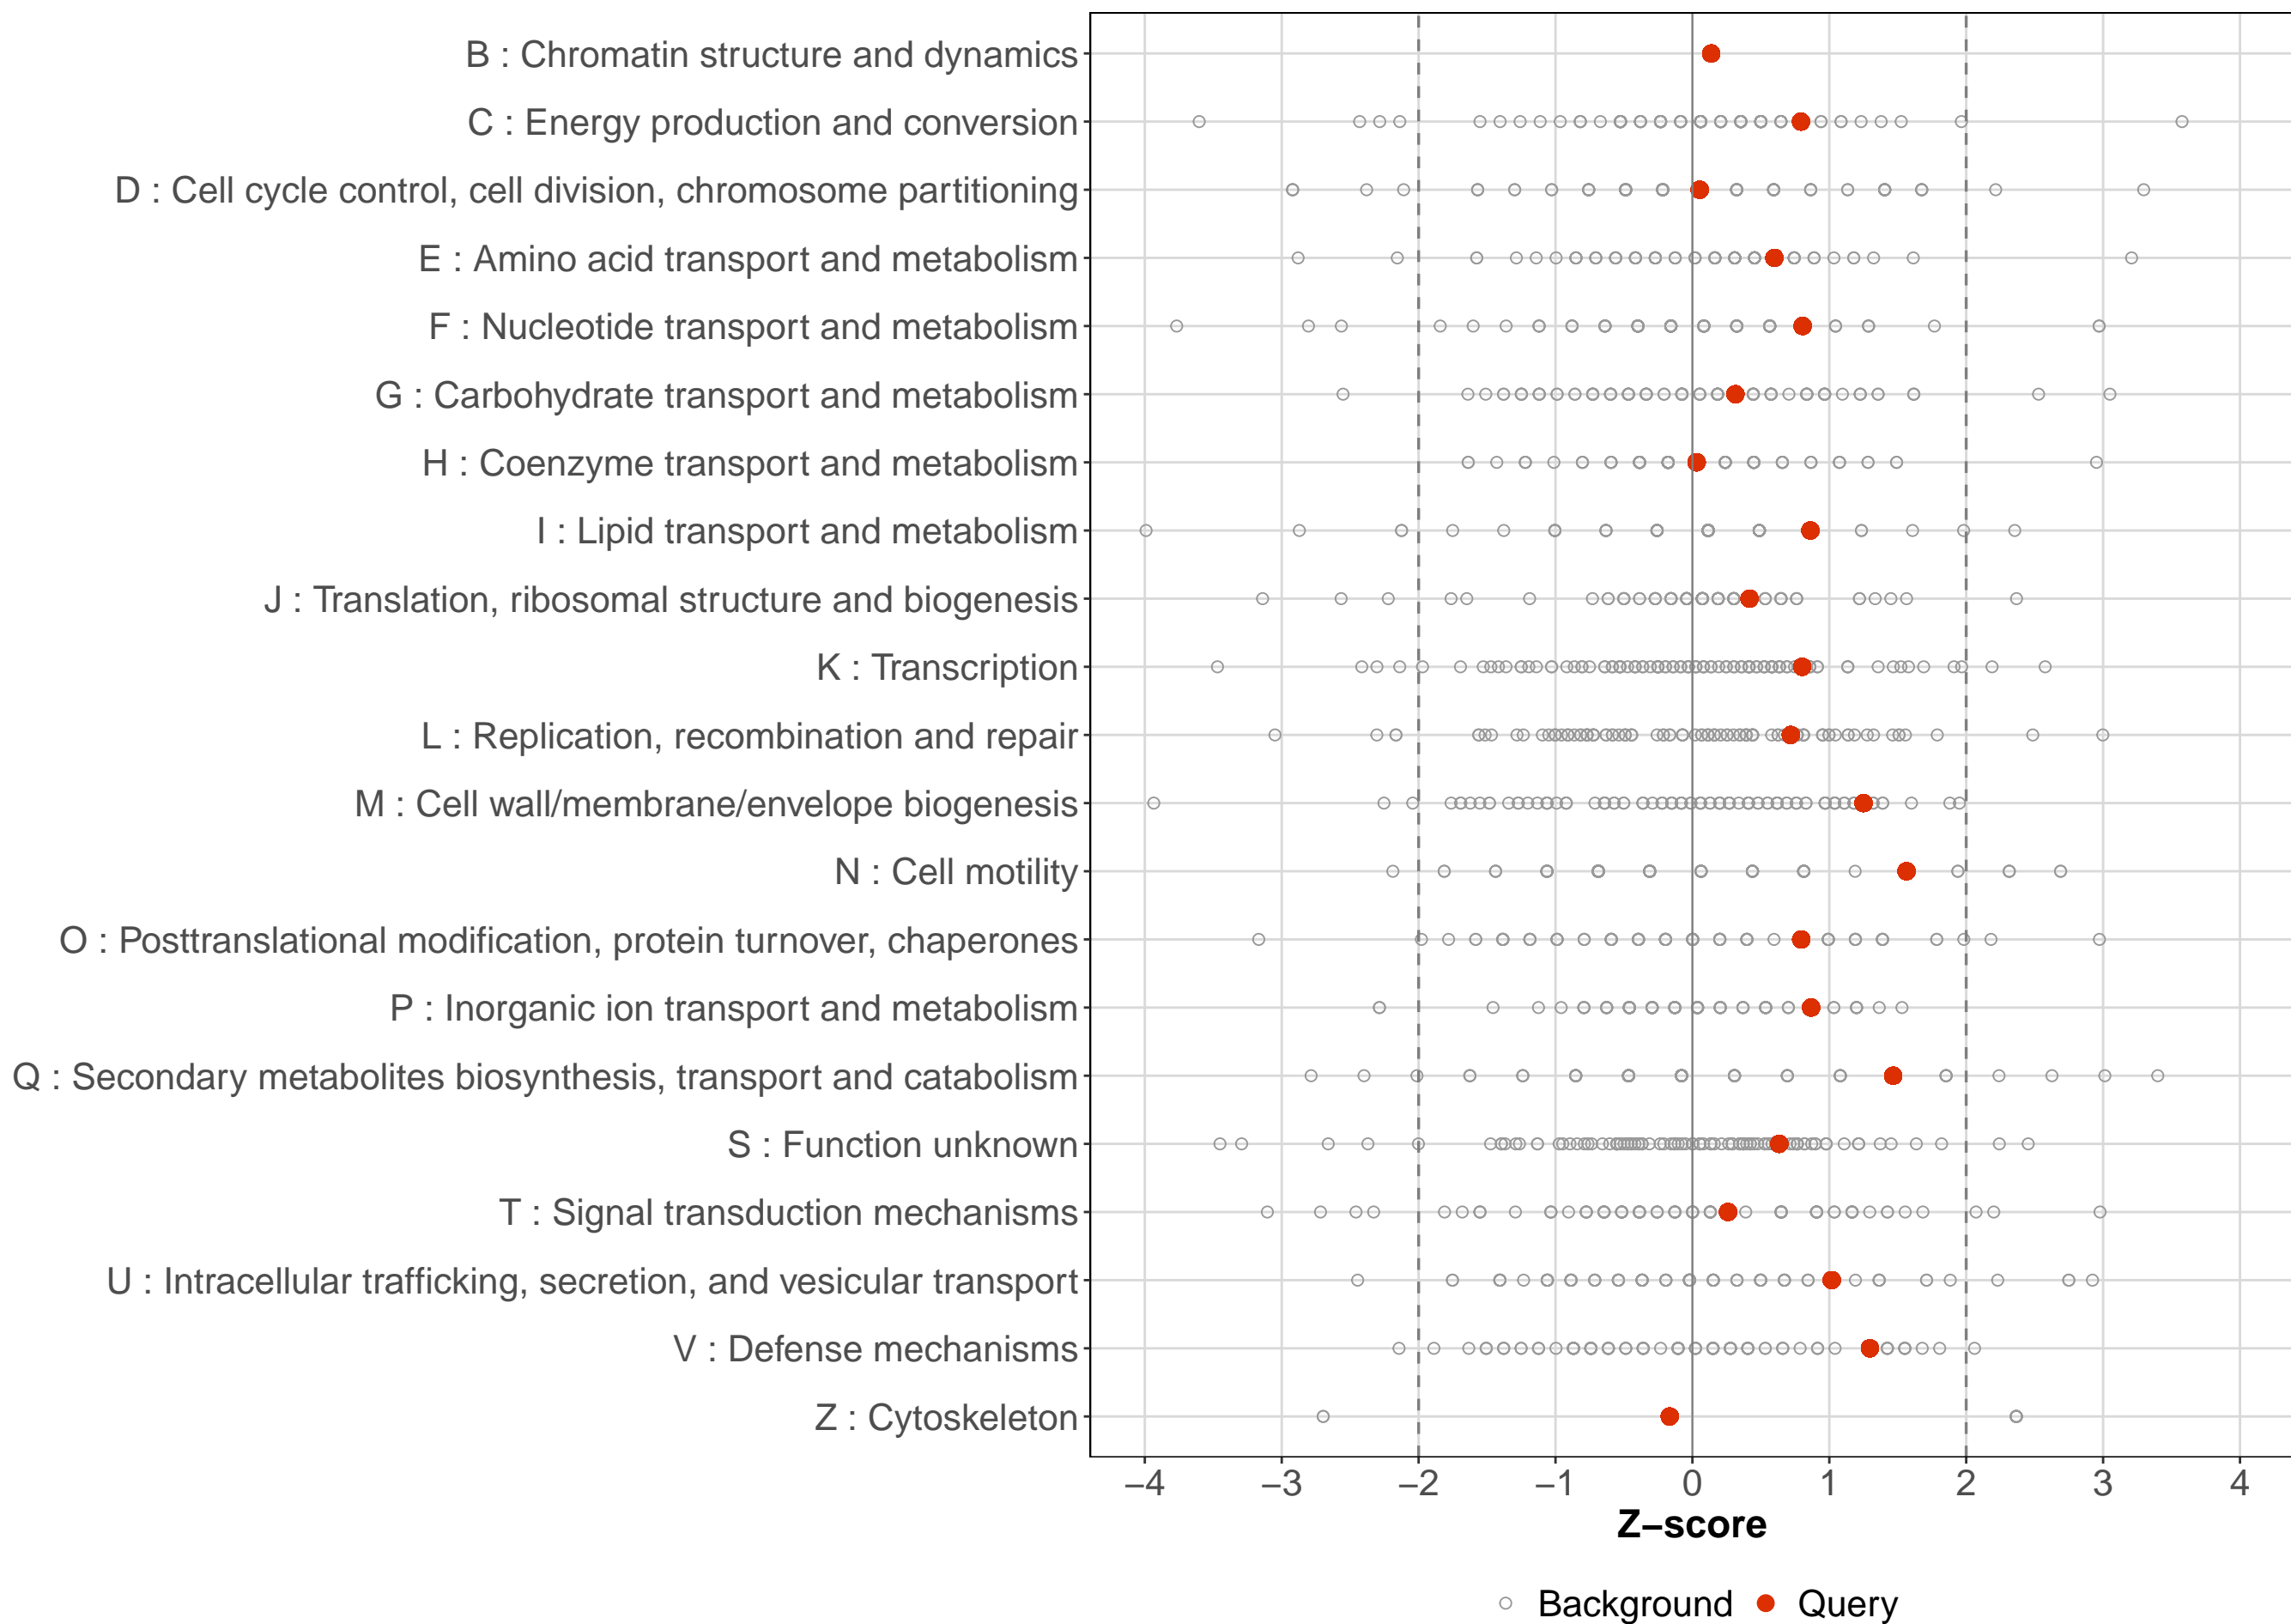 B : Chromatin structure and dynamics
C : Energy production and conversion
D : Cell cycle control, cell division, chromosome partitioning
E : Amino acid transport and metabolism
F : Nucleotide transport and metabolism
G : Carbohydrate transport and metabolism
H : Coenzyme transport and metabolism
I : Lipid transport and metabolism
J : Translation, ribosomal structure and biogenesis
K : Transcription
L : Replication, recombination and repair
M : Cell wall/membrane/envelope biogenesis
N : Cell motility
O : Posttranslational modification, protein turnover, chaperones
P : Inorganic ion transport and metabolism
Q : Secondary metabolites biosynthesis, transport and catabolism
S : Function unknown
T : Signal transduction mechanisms
U : Intracellular trafficking, secretion, and vesicular transport
V : Defense mechanisms
Z : Cytoskeleton
−4 −3 −2 −1 0 1 2 3 4
Z−score
Background Query